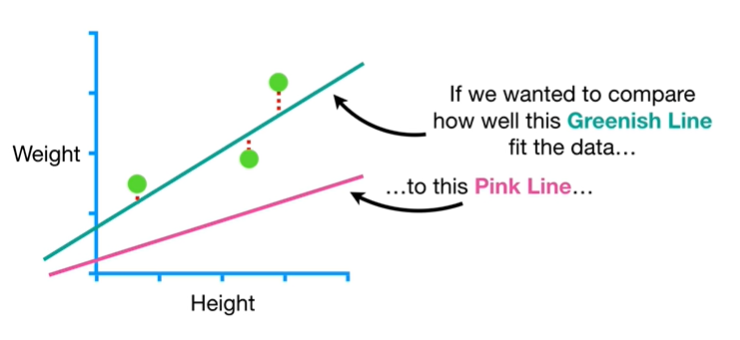 If we wanted to compare
how well this Greenish Line
fit the data...
Weight
...to this Pink Line...
Height